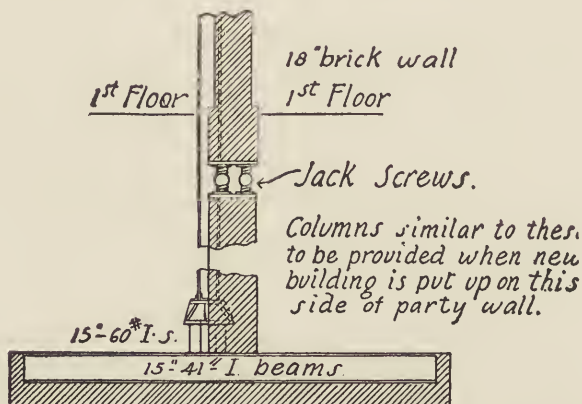 18" brick wall
1st Floor
1st Floor
Jack Screws.
Columns similar to thes
to be provided when new
building is put up on this
side of party wall.
15"-60# I.s.
15"-41# I. beams.